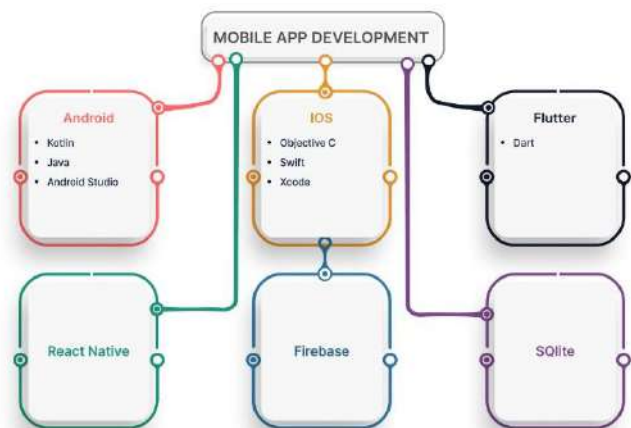 MOBILE APP DEVELOPMENT
Android
• Kotlin
• Java
• Android Studio
IOS
• Objective C
• Swift
• Xcode
Flutter
• Dart
React Native
Firebase
SQlite